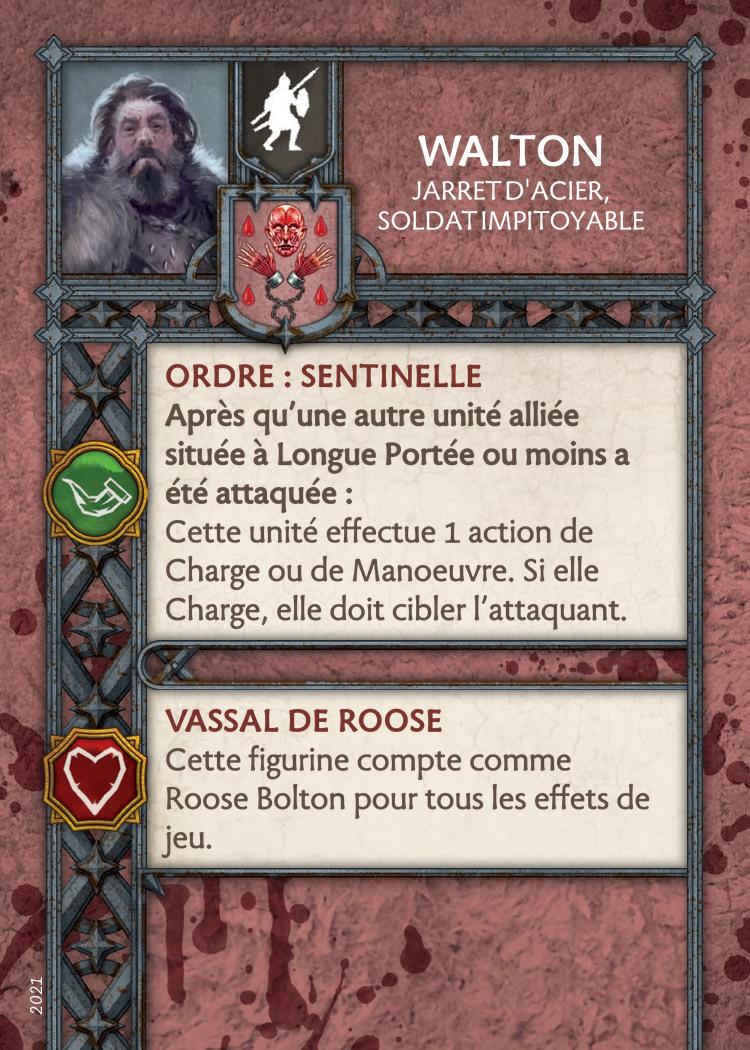 WALTON
JARRET D'ACIER,
SOLDAT IMPITOYABLE
ORDRE : SENTINELLE
Après qu’une autre unité alliée
située à Longue Portée ou moins a
été attaquée :
Cette unité effectue 1 action de
Charge ou de Manoeuvre. Si elle
Charge, elle doit cibler l’attaquant.
VASSAL DE ROOSE
Cette figurine compte comme
Roose Bolton pour tous les effets de
jeu.
2021